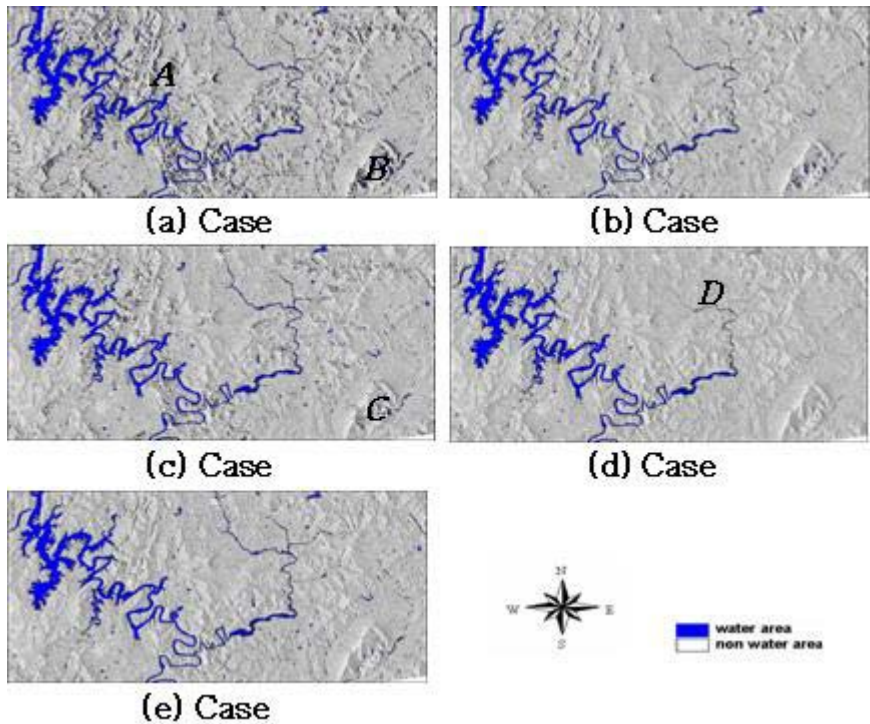 A
B
(a) Case
(b) Case
C
D
(c) Case
(d) Case
(e) Case
N
W
E
S
water area
non water area